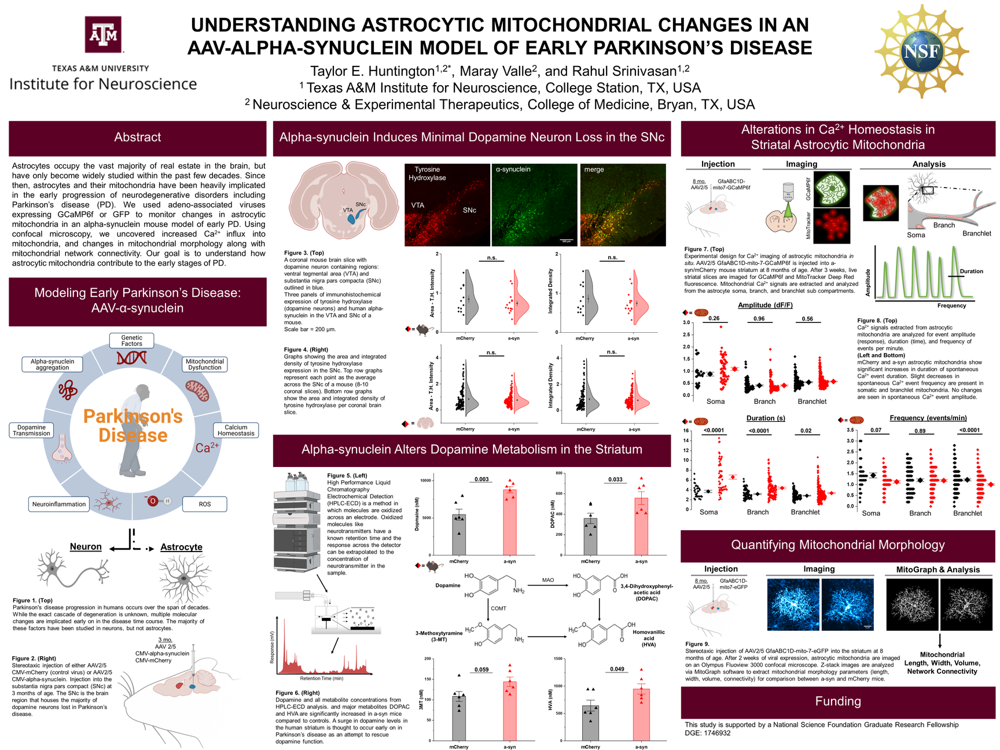 TEXAS A&M UNIVERSITY
Institute for Neuroscience
UNDERSTANDING ASTROCYTIC MITOCHONDRIAL CHANGES IN AN
AAV-ALPHA-SYNUCLEIN MODEL OF EARLY PARKINSON'S DISEASE
Taylor E. Huntington1,2*, Maray Valle2, and Rahul Srinivasan1,2
1 Texas A&M Institute for Neuroscience, College Station, TX, USA
2 Neuroscience & Experimental Therapeutics, College of Medicine, Bryan, TX, USA
NSF
Abstract
Astrocytes occupy the vast majority of real estate in the brain, but
have only become widely studied within the past few decades. Since
then, astrocytes and their mitochondria have been heavily implicated
in the early progression of neurodegenerative disorders including
Parkinson's disease (PD). We used adeno-associated viruses
expressing GCaMP6f or GFP to monitor changes in astrocytic
mitochondria in an alpha-synuclein mouse model of early PD. Using
confocal microscopy, we uncovered increased Ca2+ influx into
mitochondria, and changes in mitochondrial morphology along with
mitochondrial network connectivity. Our goal is to understand how
astrocytic mitochondria contribute to the early stages of PD.
Modeling Early Parkinson's Disease:
AAV-α-synuclein
Genetic
Factors
Alpha-synuclein
aggregation
Mitochondrial
Dysfunction
Parkinson's
Disease
Dopamine
Transmission
Calcium
Homeostasis
Ca2+
Neuroinflammation
O H
ROS
Neuron
Astrocyte
Figure 1. (Top)
Parkinson's disease progression in humans occurs over the span of decades.
While the exact cascade of degeneration is unknown, multiple molecular
changes are implicated early on in the disease time course. The majority of
these factors have been studied in neurons, but not astrocytes.
3 mo.
AAV 2/5
CMV-alpha-synuclein
CMV-mCherry
Figure 2. (Right)
Stereotaxic injection of either AAV2/5
CMV-mCherry (control virus) or AAV2/5
CMV-alpha-synuclein. Injection into the
substantia nigra pars compact (SNc) at
3 months of age. The SNc is the brain
region that houses the majority of
dopamine neurons lost in Parkinson's
disease.
Alpha-synuclein Induces Minimal Dopamine Neuron Loss in the SNc
VTA
SNc
Tyrosine
Hydroxylase
VTA
SNc
α-synuclein
200 µm
merge
Figure 3. (Top)
A coronal mouse brain slice with
dopamine neuron containing regions:
ventral tegmental area (VTA) and
substantia nigra pars compacta (SNc)
outlined in blue.
Three panels of immunohistochemical
expression of tyrosine hydroxylase
(dopamine neurons) and human alpha-
synuclein in the VTA and SNc of a
mouse.
Scale bar = 200 µm.
Figure 4. (Right)
Graphs showing the area and integrated
density of tyrosine hydroxylase
expression in the SNc. Top row graphs
represent each point as the average
across the SNc of a mouse (8-10
coronal slices). Bottom row graphs
show the area and integrated density of
tyrosine hydroxylase per coronal brain
slice.
Area - T.H. Intensity
2
1
0
n.s.
mCherry
a-syn
Integrated Density
2
1
0
n.s.
mCherry
a-syn
=
Area - T.H. Intensity
4
2
0
n.s.
mCherry
a-syn
Integrated Density
4
2
0
n.s.
mCherry
a-syn
=
Alpha-synuclein Alters Dopamine Metabolism in the Striatum
Figure 5. (Left)
High Performance Liquid
Chromatography
Electrochemical Detection
(HPLC-ECD) is a method in
which molecules are oxidized
across an electrode. Oxidized
molecules like
neurotransmitters have a
known retention time and the
response across the detector
can be extrapolated to the
concentration of
neurotransmitter in the
sample.
Response (mV)
Retention Time (min)
Figure 6. (Right)
Dopamine and all metabolite concentrations from
HPLC-ECD analysis. and major metabolites DOPAC
and HVA are significantly increased in a-syn mice
compared to controls. A surge in dopamine levels in
the human striatum is thought to occur early on in
Parkinson's disease as an attempt to rescue
dopamine function.
Dopmaine (nM)
10000
5000
0
0.003
mCherry
a-syn
DOPAC (nM)
800
600
400
200
0
0.033
mCherry
a-syn
=
Dopamine
HO
HO
NH2
MAO
HO
HO
OH
O
3,4-Dihydroxyphenyl-
acetic acid
(DOPAC)
COMT
3-Methoxytyramine
(3-MT)
H3C
O
HO
NH2
H3C
O
HO
OH
O
Homovanillic
acid
(HVA)
3MT (nM)
200
150
100
50
0
0.059
mCherry
a-syn
HVA (nM)
1500
1000
500
0
0.049
mCherry
a-syn
Alterations in Ca2+ Homeostasis in
Striatal Astrocytic Mitochondria
Injection
Imaging
Analysis
8 mo.
AAV2/5
GfaABC1D-
mito7-GCaMP6f
GCaMP6f
MitoTracker
Soma
Branch
Branchlet
Figure 7. (Top)
Experimental design for Ca2+ imaging of astrocytic mitochondria in
situ. AAV2/5 GfaABC1D-mito-7-GCaMP6f is injected into a-
syn/mCherry mouse striatum at 8 months of age. After 3 weeks, live
striatal slices are imaged for GCaMP6f and MitoTracker Deep Red
fluorescence. Mitochondrial Ca2+ signals are extracted and analyzed
from the astrocyte soma, branch, and branchlet sub compartments.
Amplitude
Duration
Frequency
Amplitude (dF/F)
=
3.0
2.5
2.0
1.5
1.0
0.5
0.0
0.26
0.96
0.56
Soma
Branch
Branchlet
Figure 8. (Top)
Ca2+ signals extracted from astrocytic
mitochondria are analyzed for event amplitude
(response), duration (time), and frequency of
events per minute.
(Left and Bottom)
mCherry and a-syn astrocytic mitochondria show
significant increases in duration of spontaneous
Ca2+ event duration. Slight decreases in
spontaneous Ca2+ event frequency are present in
somatic and branchlet mitochondria. No changes
are seen in spontaneous Ca2+ event amplitude.
Duration (s)
=
16
14
12
10
8
6
4
2
0
<0.0001
<0.0001
0.02
Soma
Branch
Branchlet
Frequency (events/min)
=
3.5
3.0
2.5
2.0
1.5
1.0
0.5
0.0
0.07
0.89
<0.0001
Soma
Branch
Branchlet
Quantifying Mitochondrial Morphology
Injection
Imaging
MitoGraph & Analysis
8 mo.
AAV2/5
GfaABC1D-
mito7-eGFP
Figure 9.
Stereotaxic injection of AAV2/5 GfaABC1D-mito-7-eGFP into the striatum at 8
months of age. After 2 weeks of viral expression, astrocytic mitochondria are imaged
on an Olympus Fluoview 3000 confocal microscope. Z-stack images are analyzed
via MitoGraph software to extract mitochondrial morphology parameters (length,
width, volume, connectivity) for comparison between a-syn and mCherry mice.
Mitochondrial
Length, Width, Volume,
Network Connectivity
Funding
This study is supported by a National Science Foundation Graduate Research Fellowship
DGE: 1746932